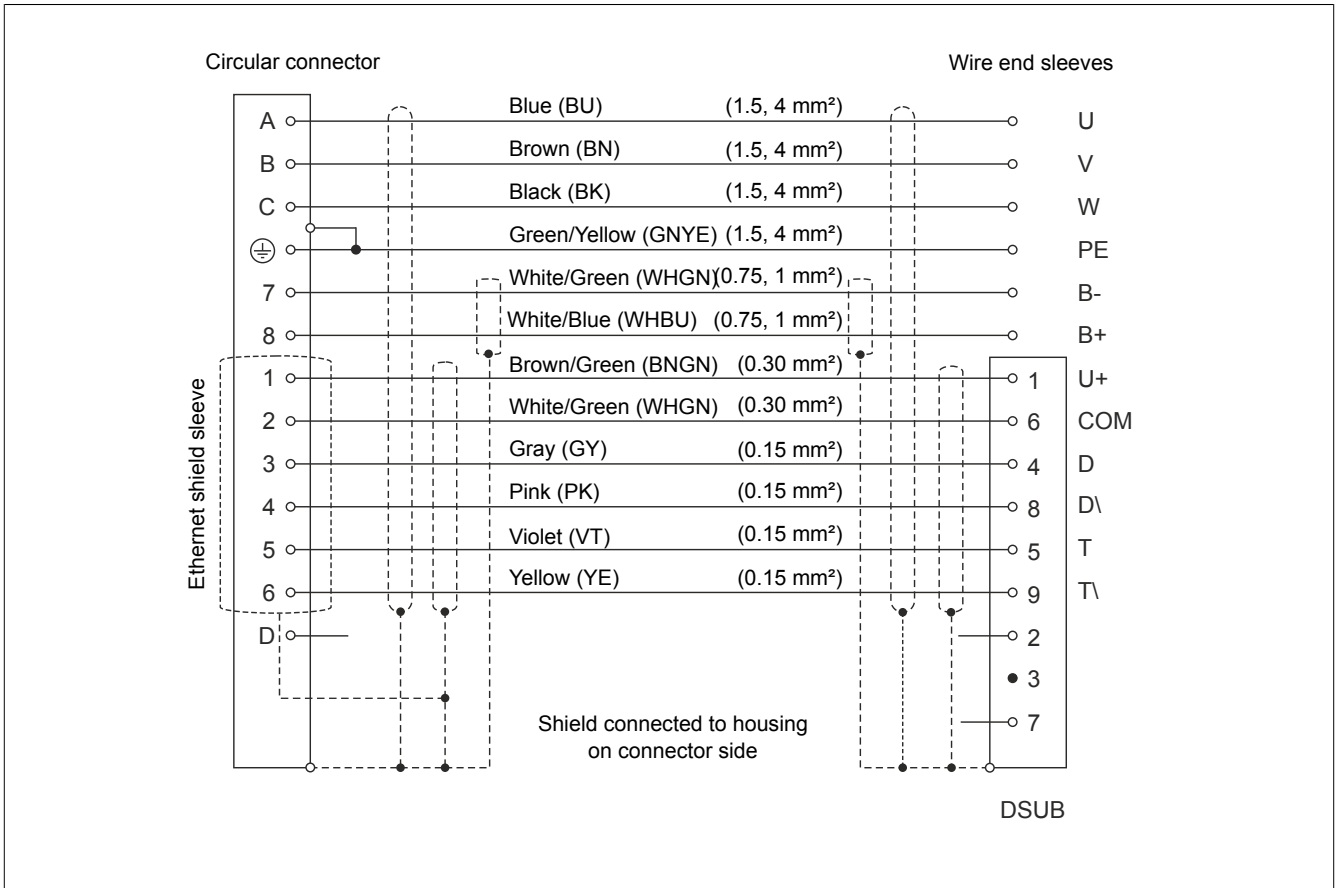 Circular connector
Wire end sleeves
A Blue (BU) (1.5, 4 mm²) U
B Brown (BN) (1.5, 4 mm²) V
C Black (BK) (1.5, 4 mm²) W
Green/Yellow (GNYE) (1.5, 4 mm²) PE
7 White/Green (WHGN) (0.75, 1 mm²) B-
8 White/Blue (WHBU) (0.75, 1 mm²) B+
Ethernet shield sleeve
1 Brown/Green (BNGN) (0.30 mm²) 1 U+
2 White/Green (WHGN) (0.30 mm²) 6 COM
3 Gray (GY) (0.15 mm²) 4 D
4 Pink (PK) (0.15 mm²) 8 D\
5 Violet (VT) (0.15 mm²) 5 T
6 Yellow (YE) (0.15 mm²) 9 T\
D 2
3
7
Shield connected to housing
on connector side
DSUB